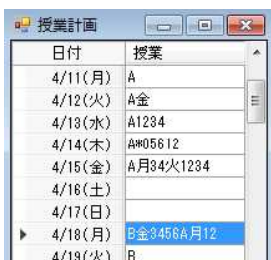 授業計画
日付 授業
4/11(月) A
4/12(火) A金
4/13(水) A1234
4/14(木) A*05612
4/15(金) A月34火1234
4/16(土)
4/17(日)
4/18(月) B金3456A月12
4/19(火) B